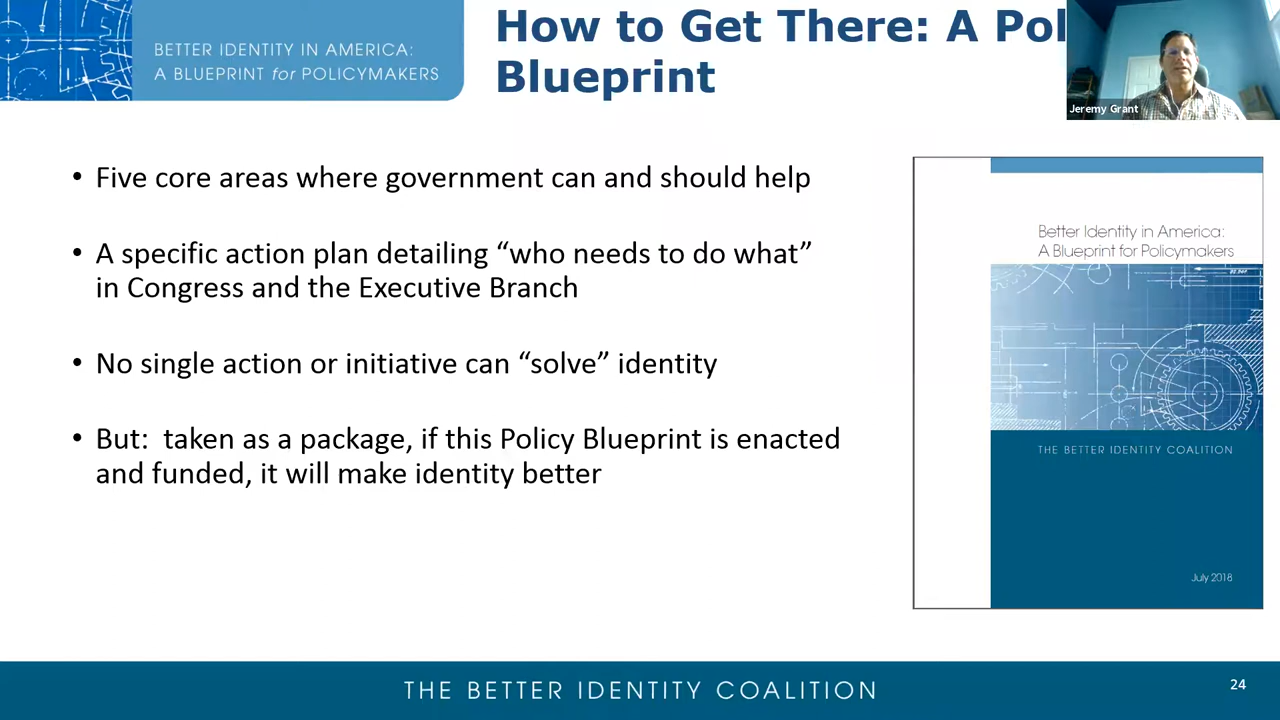 BETTER IDENTITY IN AMERICA:
A BLUEPRINT for POLICYMAKERS
How to Get There: A Pol
Blueprint
Jeremy Grant
• Five core areas where government can and should help
• A specific action plan detailing “who needs to do what”
in Congress and the Executive Branch
• No single action or initiative can “solve” identity
• But:  taken as a package, if this Policy Blueprint is enacted
and funded, it will make identity better
Better Identity in America:
A Blueprint for Policymakers
THE BETTER IDENTITY COALITION
July 2018
THE BETTER IDENTITY COALITION
24